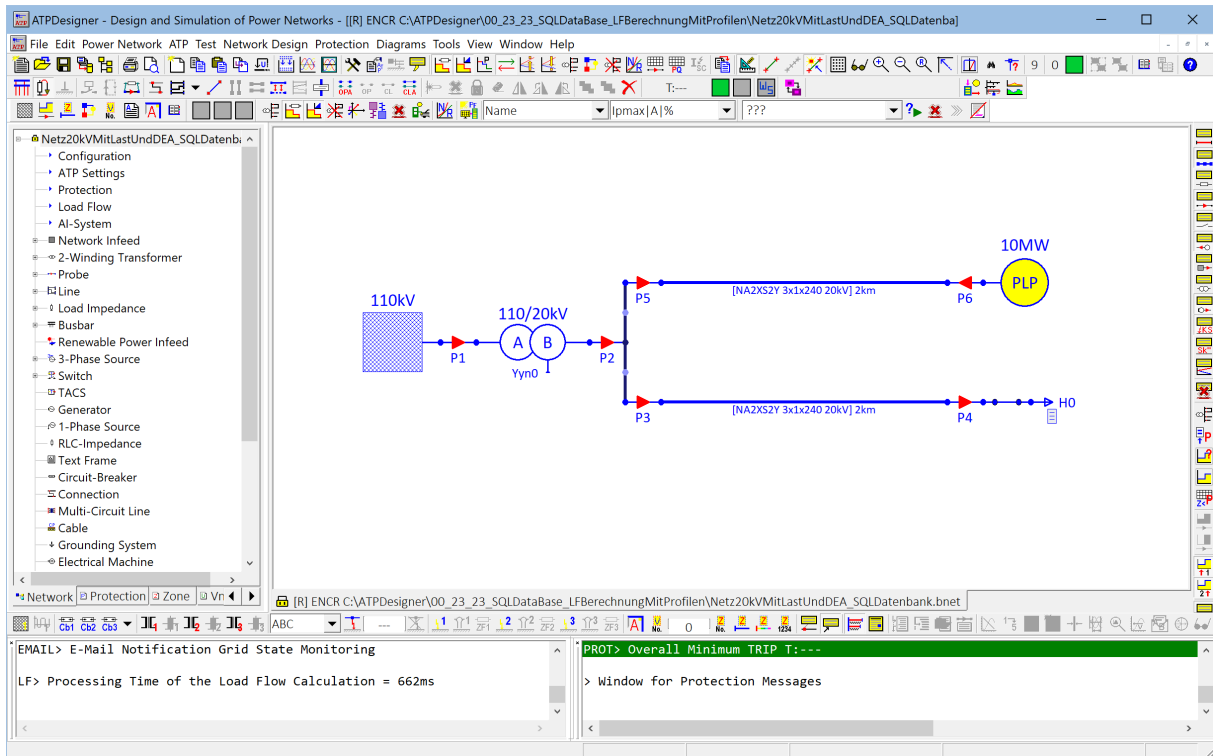 ATPDesigner - Design and Simulation of Power Networks - [[R] ENCR C:\ATPDesigner\00_23_23_SQLDataBase_LFBerechnungMitProfilen\Netz20kVMitLastUndDEA_SQLDatenba]
File Edit Power Network ATP Test Network Design Protection Diagrams Tools View Window Help
9 0
T:---
Name Ipmax|A|% ???
Netz20kVMitLastUndDEA_SQLDatenba
Configuration
ATP Settings
Protection
Load Flow
AI-System
Network Infeed
2-Winding Transformer
Probe
Line
Load Impedance
Busbar
Renewable Power Infeed
3-Phase Source
Switch
TACS
Generator
1-Phase Source
RLC-Impedance
Text Frame
Circuit-Breaker
Connection
Multi-Circuit Line
Cable
Grounding System
Electrical Machine
Network Protection Zone Vn
10MW
PLP
P5 [NA2XS2Y 3x1x240 20kV] 2km P6
110kV
110/20kV
A B
P1 P2
Yyn0
H0
P3 [NA2XS2Y 3x1x240 20kV] 2km P4
[R] ENCR C:\ATPDesigner\00_23_23_SQLDataBase_LFBerechnungMitProfilen\Netz20kVMitLastUndDEA_SQLDatenbank.bnet
Cb1 Cb2 Cb3 ABC 0
EMAIL> E-Mail Notification Grid State Monitoring
LF> Processing Time of the Load Flow Calculation = 662ms
PROT> Overall Minimum TRIP T:---
> Window for Protection Messages